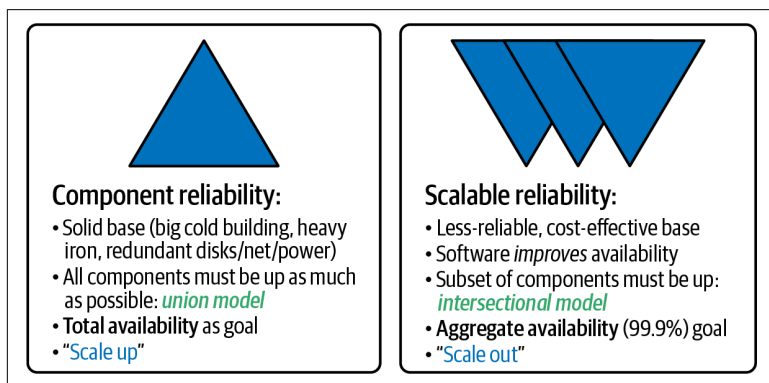 Component reliability:
• Solid base (big cold building, heavy
iron, redundant disks/net/power)
• All components must be up as much
as possible: union model
• Total availability as goal
• “Scale up”
Scalable reliability:
• Less-reliable, cost-effective base
• Software improves availability
• Subset of components must be up:
intersectional model
• Aggregate availability (99.9%) goal
• “Scale out”